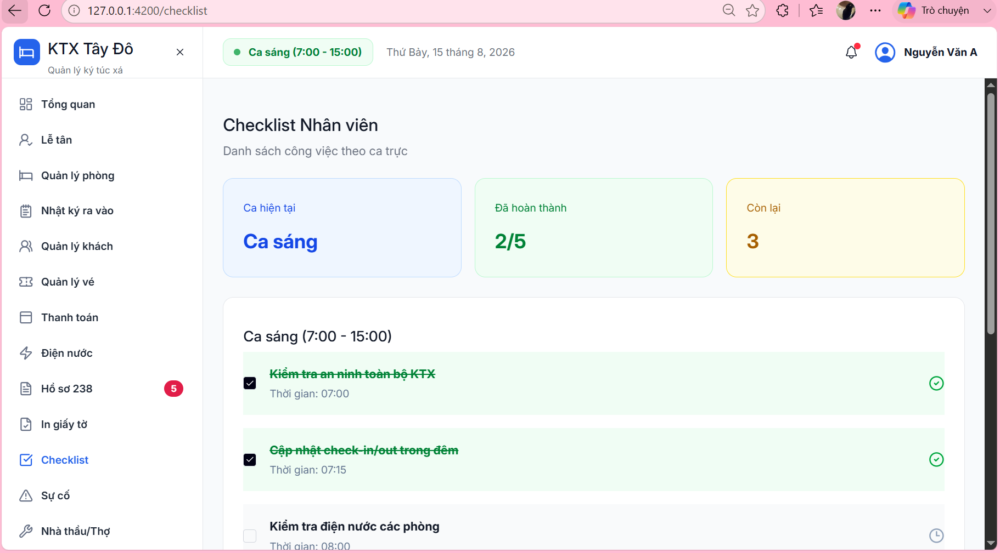 127.0.0.1:4200/checklist
Trò chuyện
KTX Tây Đô
Quản lý ký túc xá
Ca sáng (7:00 - 15:00)
Thứ Bảy, 15 tháng 8, 2026
Nguyễn Văn A
Tổng quan
Lễ tân
Quản lý phòng
Nhật ký ra vào
Quản lý khách
Quản lý vé
Thanh toán
Điện nước
Hồ sơ 238
5
In giấy tờ
Checklist
Sự cố
Nhà thầu/Thợ
Checklist Nhân viên
Danh sách công việc theo ca trực
Ca hiện tại
Ca sáng
Đã hoàn thành
2/5
Còn lại
3
Ca sáng (7:00 - 15:00)
Kiểm tra an ninh toàn bộ KTX
Thời gian: 07:00
Cập nhật check-in/out trong đêm
Thời gian: 07:15
Kiểm tra điện nước các phòng
Thời gian: 08:00